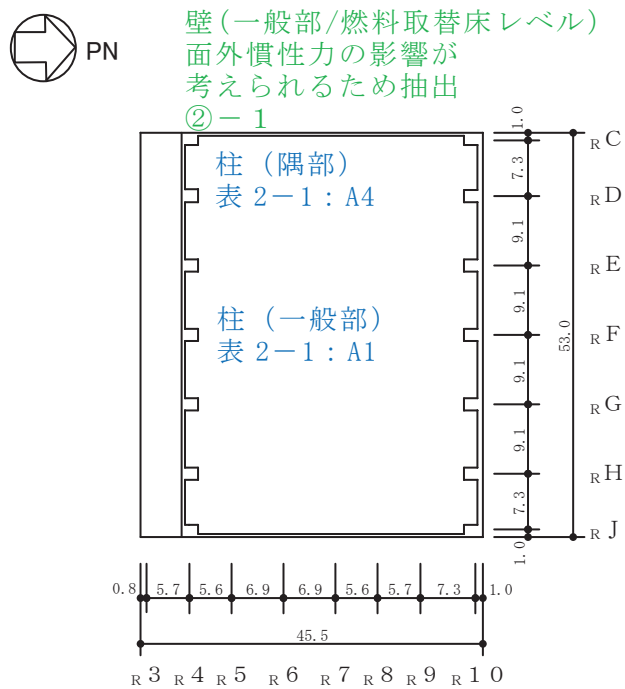 PN
壁(一般部/燃料取替床レベル)
面外慣性力の影響が
考えられるため抽出
②－1
柱 (隅部)
表 2－1：A4
柱 (一般部)
表 2－1：A1
1.0
RC
7.3
RD
9.1
RE
9.1
RF
53.0
9.1
RG
9.1
RH
7.3
RJ
1.0
0.8 5.7 5.6 6.9 6.9 5.6 5.7 7.3 1.0
45.5
R3 R4 R5 R6 R7 R8 R9 R10